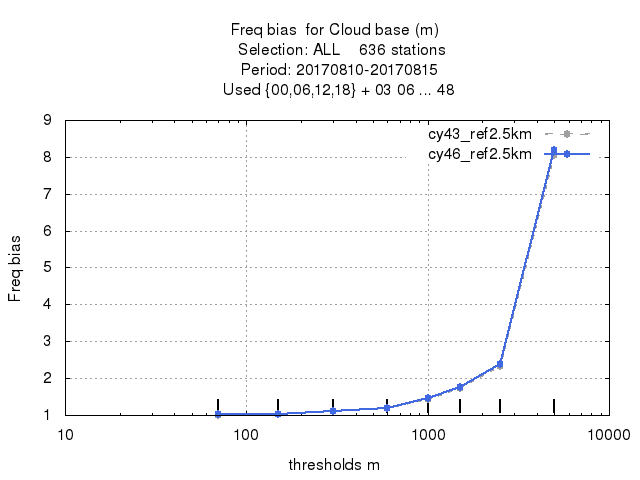 Freq bias  for Cloud base (m)
Selection: ALL    636 stations
Period: 20170810-20170815
Used {00,06,12,18} + 03 06 ... 48
cy43_ref2.5km
cy46_ref2.5km
9
8
7
6
5
4
3
2
1
Freq bias
10
100
1000
10000
thresholds m